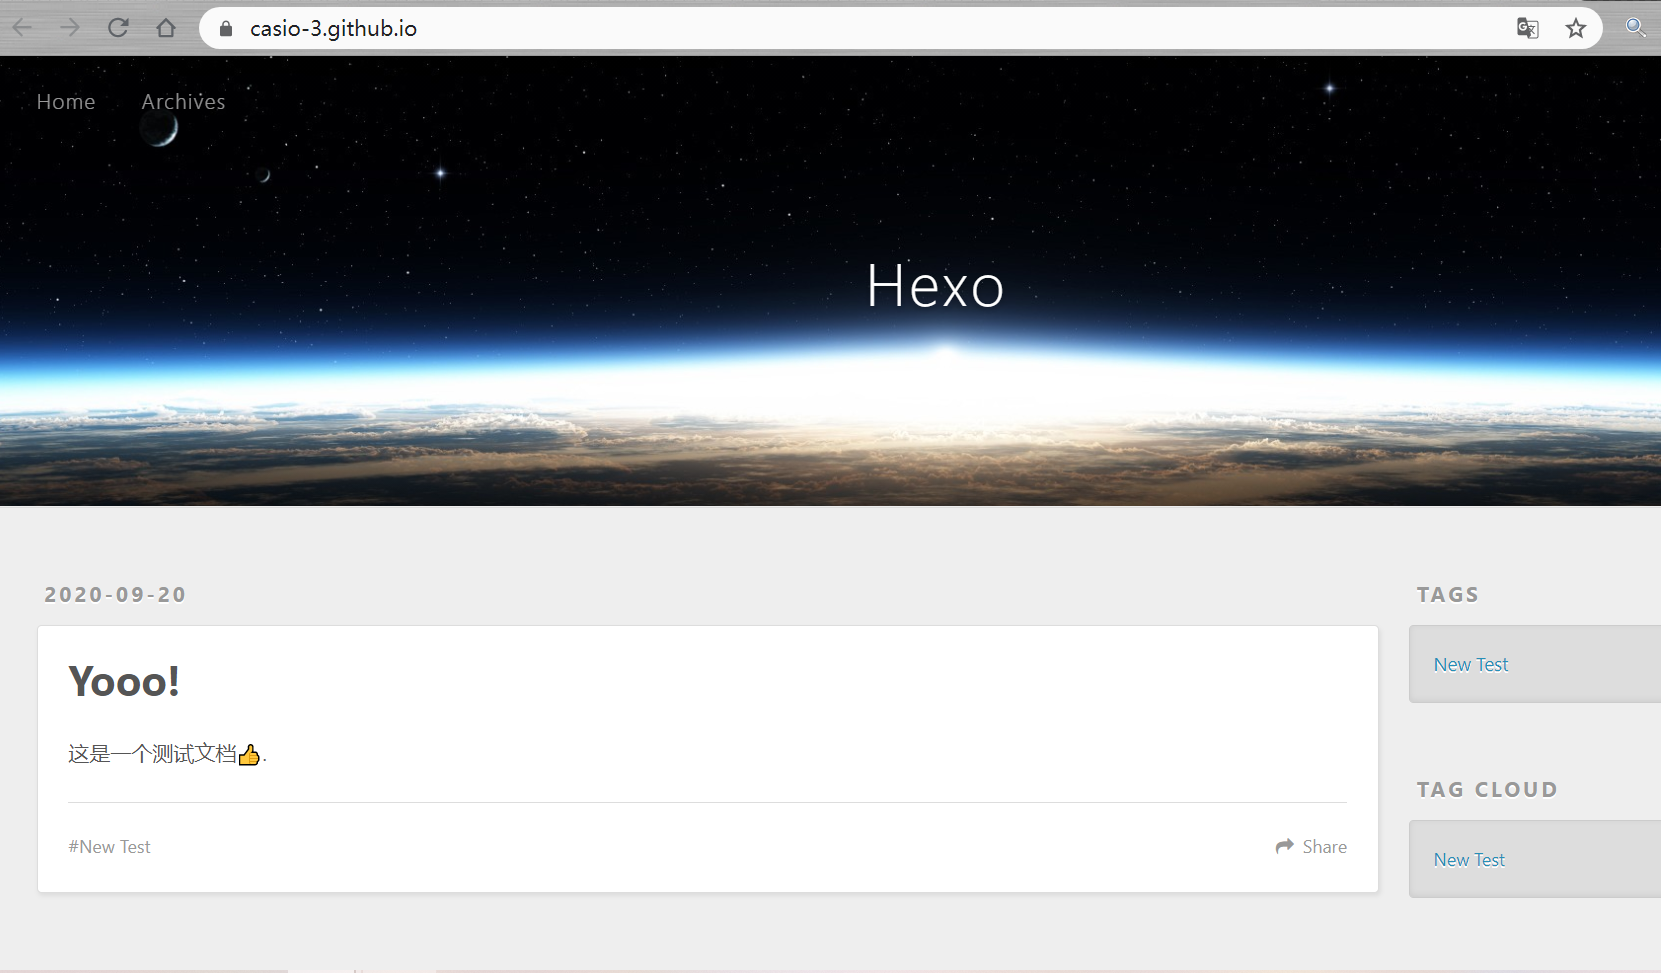 casio-3.github.io
Home Archives
Hexo
2020-09-20
Yooo!
这是一个测试文档👍.
#New Test
Share
TAGS
New Test
TAG CLOUD
New Test